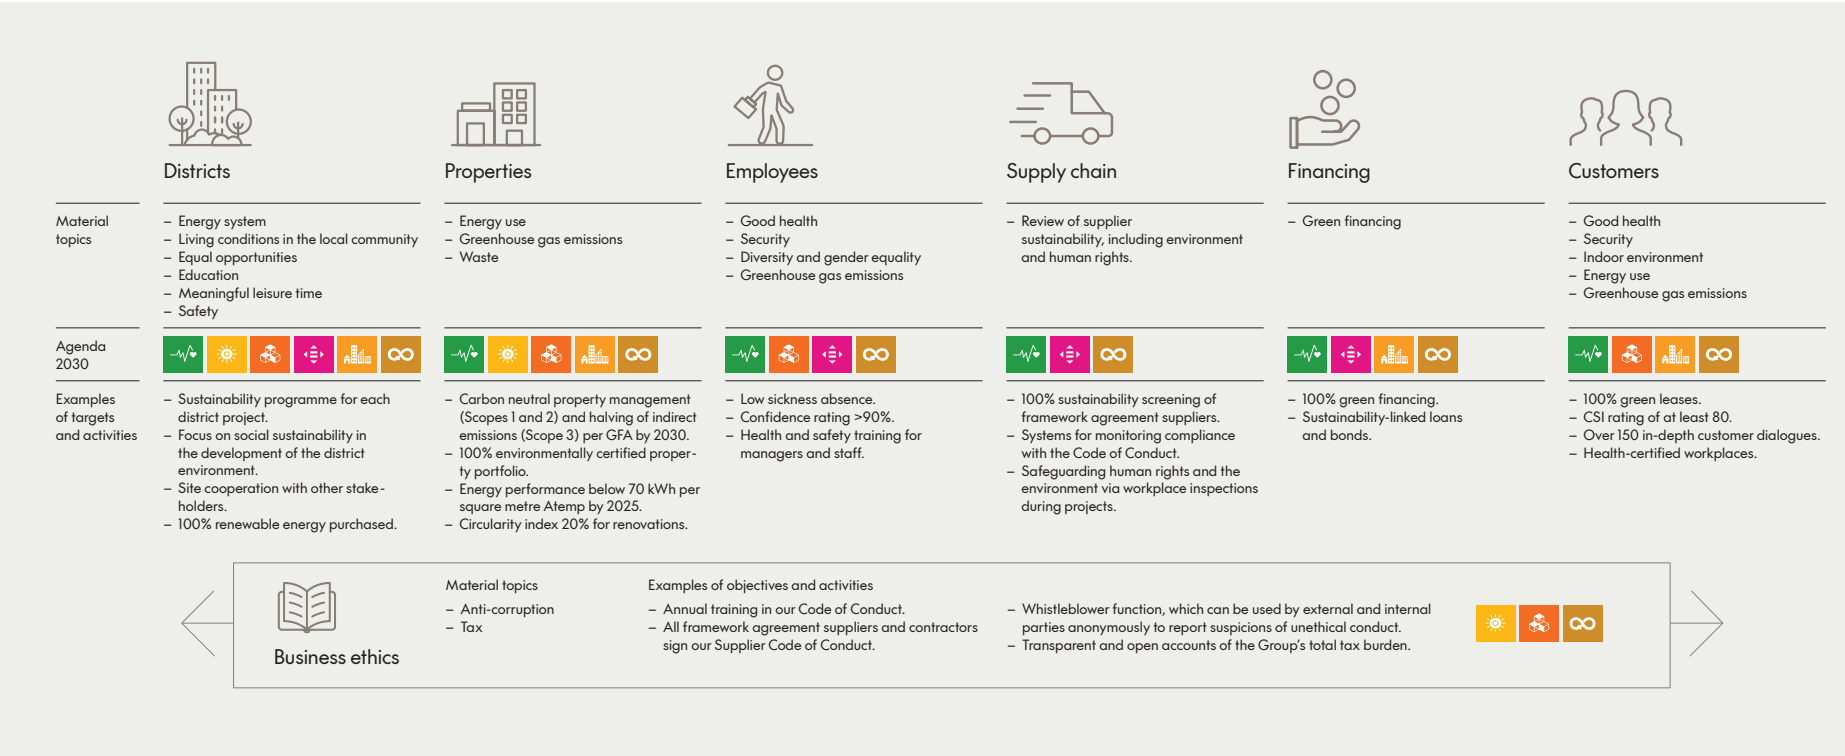 Districts
Properties
Employees
Supply chain
Financing
Customers
Material
topics
– Energy system
– Living conditions in the local community
– Equal opportunities
– Education
– Meaningful leisure time
– Safety
– Energy use
– Greenhouse gas emissions
– Waste
– Good health
– Security
– Diversity and gender equality
– Greenhouse gas emissions
– Review of supplier
sustainability, including environment
and human rights.
– Green financing
– Good health
– Security
– Indoor environment
– Energy use
– Greenhouse gas emissions
Agenda
2030
Examples
of targets
and activities
– Sustainability programme for each
district project.
– Focus on social sustainability in
the development of the district
environment.
– Site cooperation with other stake-
holders.
– 100% renewable energy purchased.
– Carbon neutral property management
(Scopes 1 and 2) and halving of indirect
emissions (Scope 3) per GFA by 2030.
– 100% environmentally certified proper-
ty portfolio.
– Energy performance below 70 kWh per
square metre Atemp by 2025.
– Circularity index 20% for renovations.
– Low sickness absence.
– Confidence rating >90%.
– Health and safety training for
managers and staff.
– 100% sustainability screening of
framework agreement suppliers.
– Systems for monitoring compliance
with the Code of Conduct.
– Safeguarding human rights and the
environment via workplace inspections
during projects.
– 100% green financing.
– Sustainability-linked loans
and bonds.
– 100% green leases.
– CSI rating of at least 80.
– Over 150 in-depth customer dialogues.
– Health-certified workplaces.
Business ethics
Material topics
– Anti-corruption
– Tax
Examples of objectives and activities
– Annual training in our Code of Conduct.
– All framework agreement suppliers and contractors
sign our Supplier Code of Conduct.
– Whistleblower function, which can be used by external and internal
parties anonymously to report suspicions of unethical conduct.
– Transparent and open accounts of the Group's total tax burden.